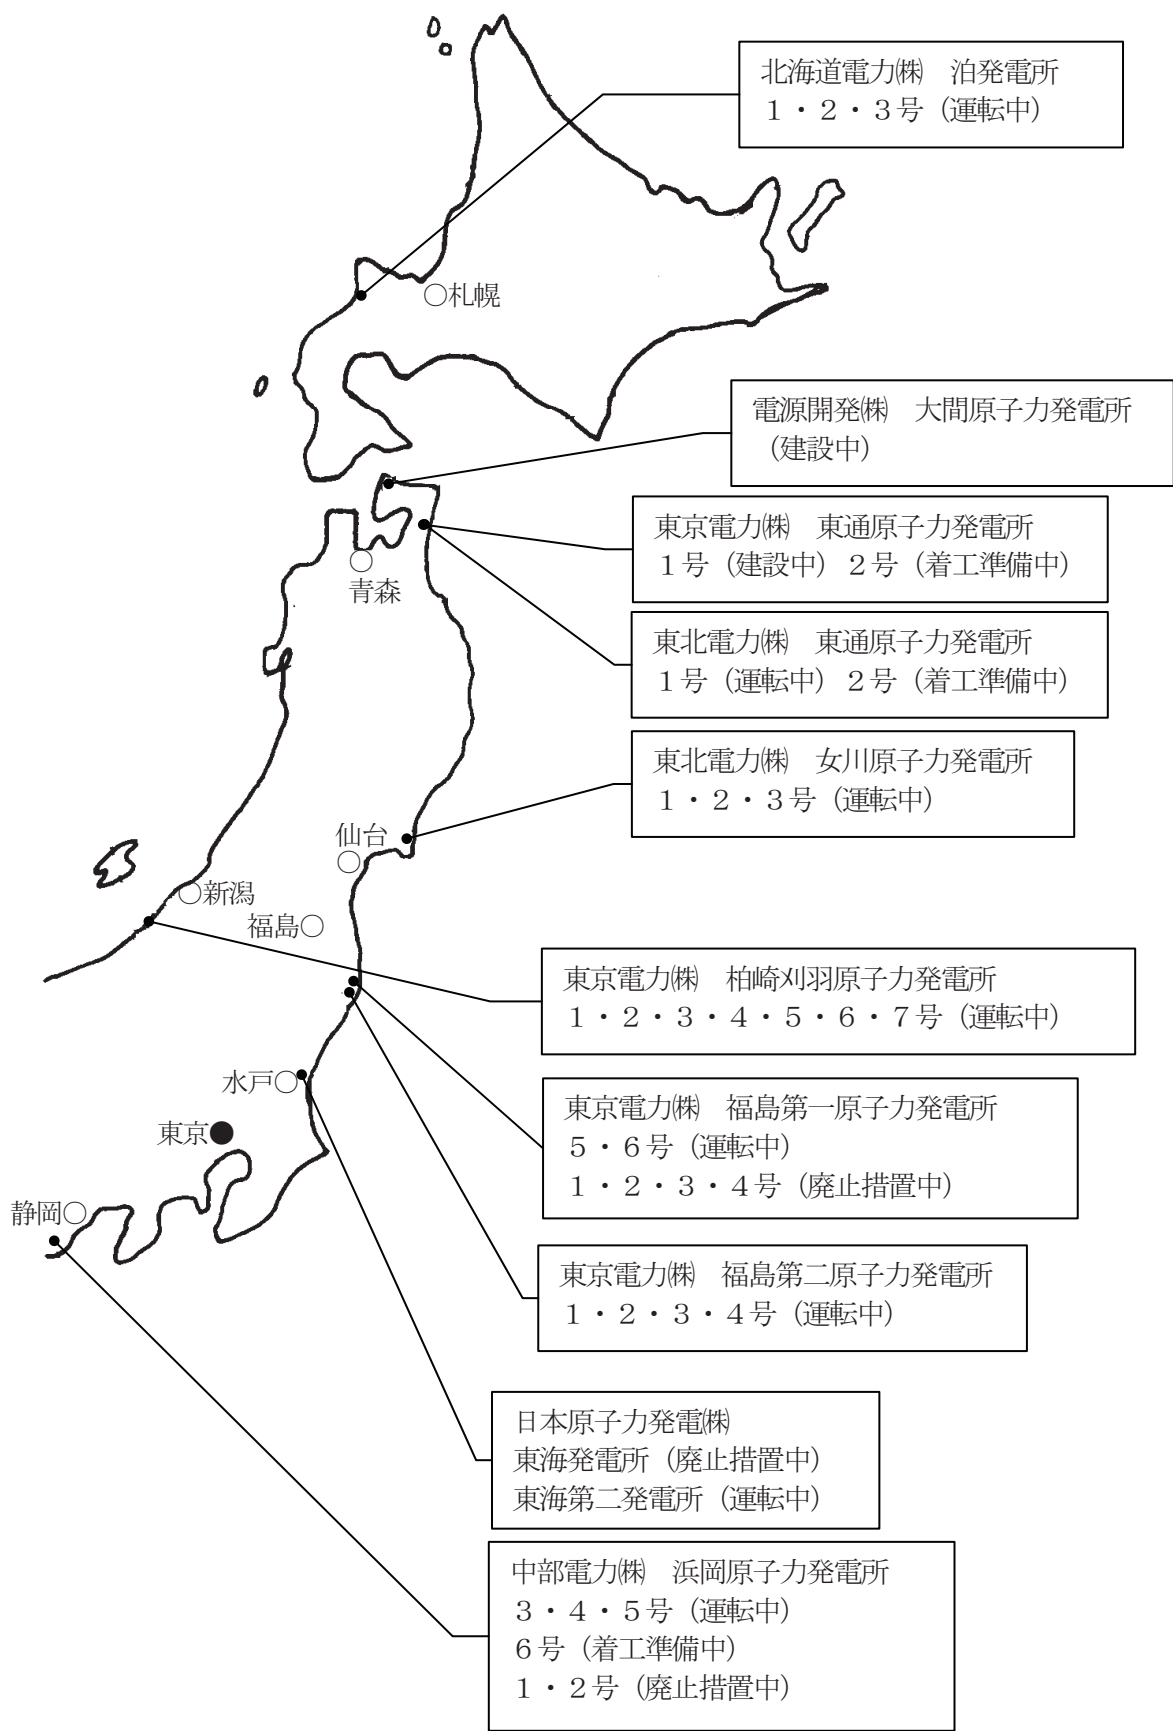 北海道電力㈱　泊発電所
１・２・３号（運転中）
○札幌
電源開発㈱　大間原子力発電所
（建設中）
東京電力㈱　東通原子力発電所
１号（建設中）２号（着工準備中）
○
青森
東北電力㈱　東通原子力発電所
１号（運転中）２号（着工準備中）
東北電力㈱　女川原子力発電所
１・２・３号（運転中）
仙台
○
○新潟
福島○
東京電力㈱　柏崎刈羽原子力発電所
１・２・３・４・５・６・７号（運転中）
水戸○
東京電力㈱　福島第一原子力発電所
５・６号（運転中）
１・２・３・４号（廃止措置中）
東京●
静岡○
東京電力㈱　福島第二原子力発電所
１・２・３・４号（運転中）
日本原子力発電㈱
東海発電所（廃止措置中）
東海第二発電所（運転中）
中部電力㈱　浜岡原子力発電所
３・４・５号（運転中）
６号（着工準備中）
１・２号（廃止措置中）